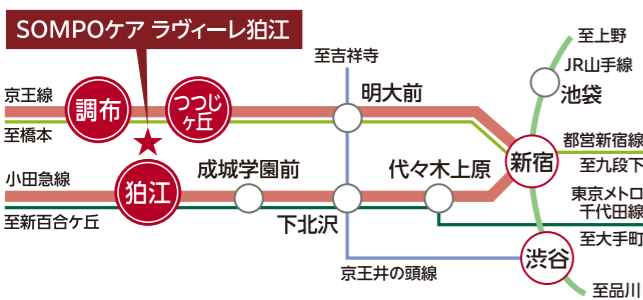 SOMPOケア ラヴィーレ狛江
至上野
至吉祥寺
JR山手線
京王線
調布
つつじ
ヶ丘
明大前
池袋
至橋本
都営新宿線
新宿
至九段下
小田急線
狛江
成城学園前
代々木上原
東京メトロ
千代田線
至新百合ケ丘
下北沢
至大手町
京王井の頭線
渋谷
至品川